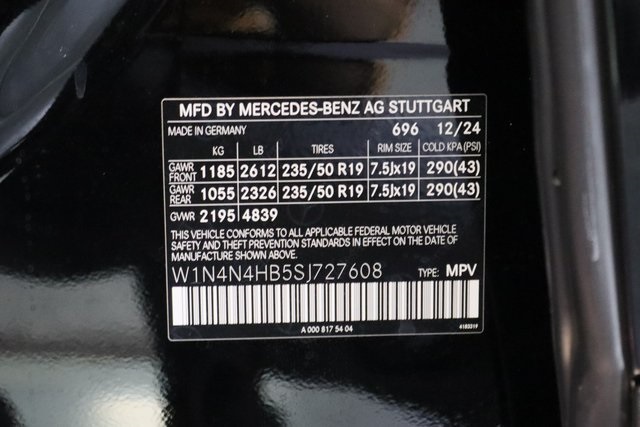 MFD BY MERCEDES-BENZ AG STUTTGART
MADE IN GERMANY 696 12/24
KG LB TIRES RIM SIZE COLD KPA (PSI)
GAWR FRONT 1185 2612 235/50 R19 7.5Jx19 290(43)
GAWR REAR 1055 2326 235/50 R19 7.5Jx19 290(43)
GVWR 2195 4839
THIS VEHICLE CONFORMS TO ALL APPLICABLE FEDERAL MOTOR VEHICLE
SAFETY AND THEFT PREVENTION STANDARDS IN EFFECT ON THE DATE OF
MANUFACTURE SHOWN ABOVE.
W1N4N4HB5SJ727608 TYPE: MPV
A 000 817 54 04 4183319